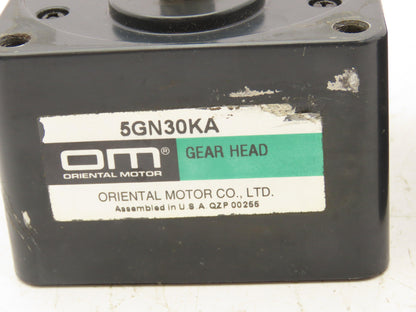 5GN30KA
OM®
ORIENTAL MOTOR
GEAR HEAD
ORIENTAL MOTOR CO., LTD.
Assembled in U.S.A. QZP 00255